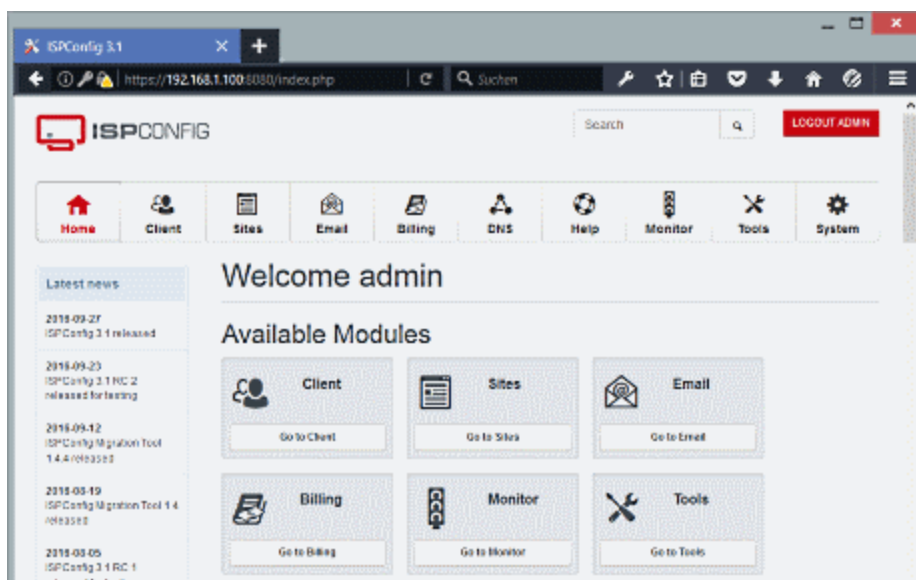 ISPConfig 3.1
https://192.168.1.100:8080/index.php
Suchen
ISPCONFIG
Search
LOGOUT ADMIN
Home Client Sites Email Billing DNS Help Monitor Tools System
Latest news
Welcome admin
2016-09-27
ISPConfig 3.1 released
Available Modules
2016-09-23
ISPConfig 3.1 RC 2
released for testing
Client Sites Email
Go to Client Go to Sites Go to Email
2016-09-12
ISPConfig Migration Tool
1.4.4 released
2016-08-19
ISPConfig Migration Tool 1.4
released
Billing Monitor Tools
Go to Billing Go to Monitor Go to Tools
2016-08-05
ISPConfig 3.1 RC 1